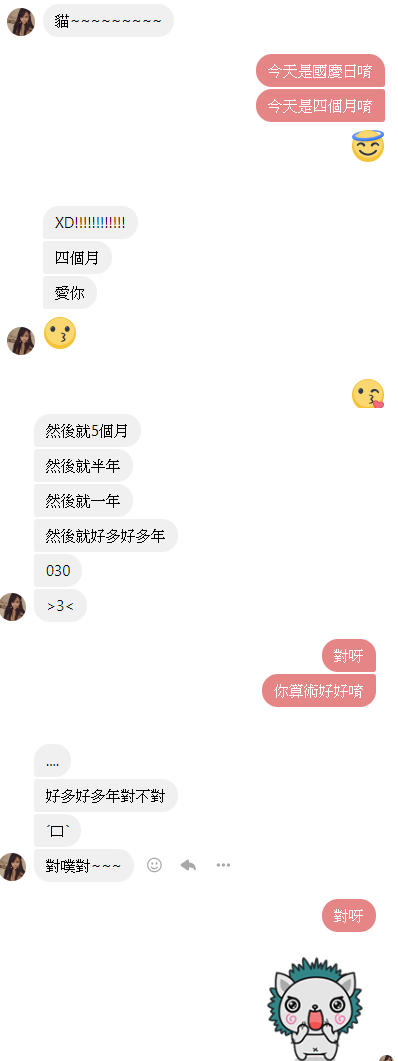 貓~~~~~~~~~
今天是國慶日唷
今天是四個月唷
XD!!!!!!!!!!!!
四個月
愛你
然後就5個月
然後就半年
然後就一年
然後就好多好多年
030
>3<
對呀
你算術好好唷
....
好多好多年對不對
ˊ口ˋ
對噗對~~~
對呀